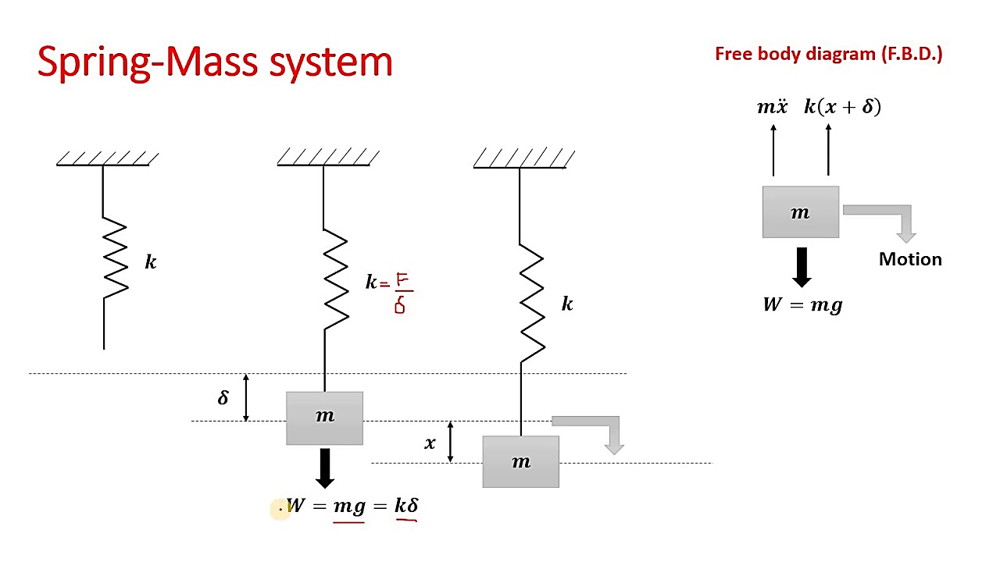 Spring-Mass system
Free body diagram (F.B.D.)
mẍ k(x + δ)
m
Motion
W = mg
k
k = F/δ
k
δ
m
x
m
W = mg = kδ